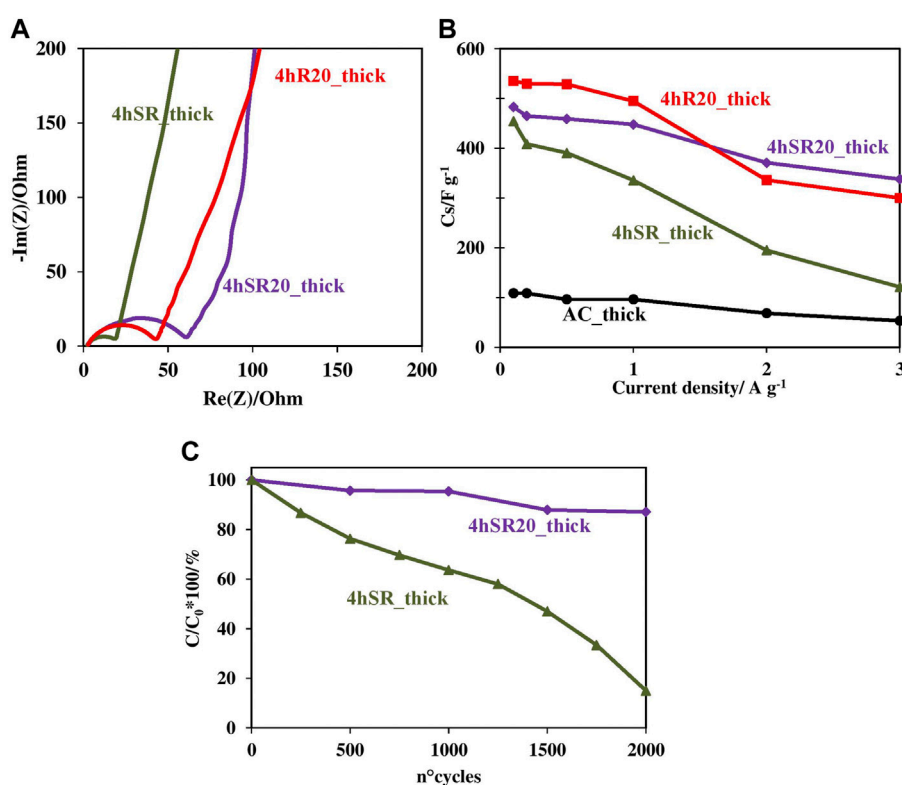 A
200
150
100
50
0
-Im(Z)/Ohm
4hSR_thick
4hR20_thick
4hSR20_thick
0 50 100 150 200
Re(Z)/Ohm
B
600
400
200
0
Cs/F g-1
4hR20_thick
4hSR20_thick
4hSR_thick
AC_thick
0 1 2 3
Current density/ A g-1
C
100
80
60
40
20
0
C/C0*100/%
4hSR20_thick
4hSR_thick
0 500 1000 1500 2000
n°cycles